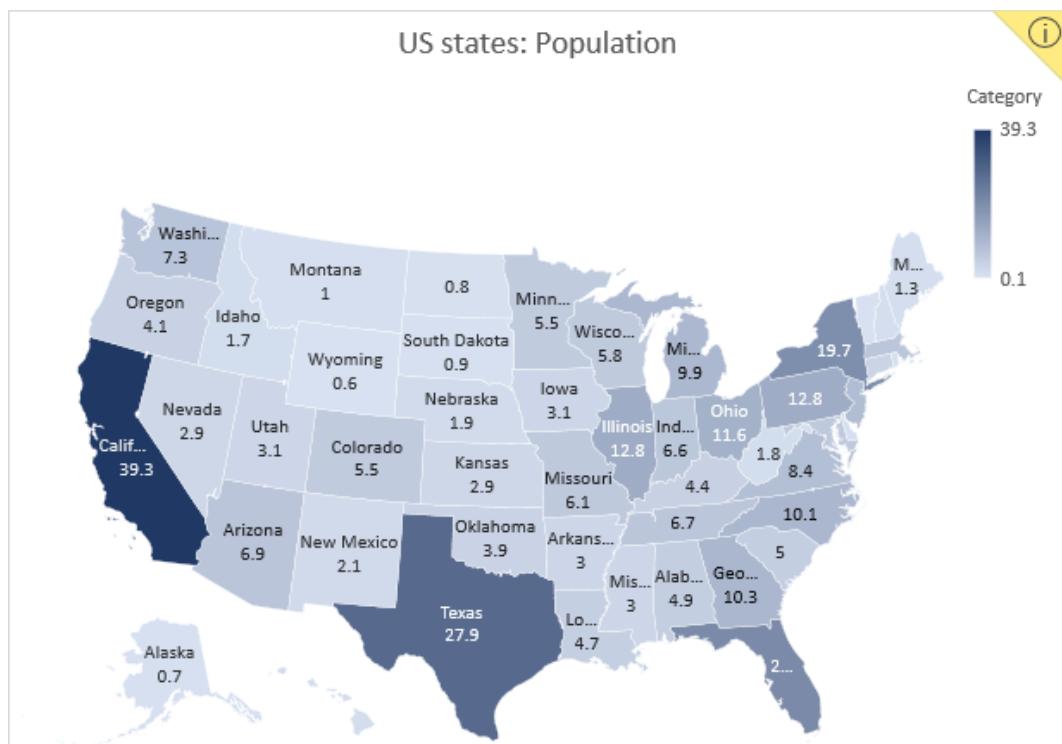 US states: Population
i
Category
39.3
0.1
Washi...
7.3
Montana
1
0.8
Minn...
5.5
M...
1.3
Oregon
4.1
Idaho
1.7
Wisco...
5.8
Mi...
9.9
19.7
South Dakota
0.9
Wyoming
0.6
Iowa
3.1
Nebraska
1.9
12.8
Nevada
2.9
Utah
3.1
Colorado
5.5
Illinois
12.8
Ind...
6.6
Ohio
11.6
1.8
8.4
Calif...
39.3
Kansas
2.9
Missouri
6.1
4.4
Arizona
6.9
New Mexico
2.1
Oklahoma
3.9
Arkans...
3
6.7
10.1
5
Mis...
3
Alab...
4.9
Geo...
10.3
Texas
27.9
Lo...
4.7
2...
Alaska
0.7